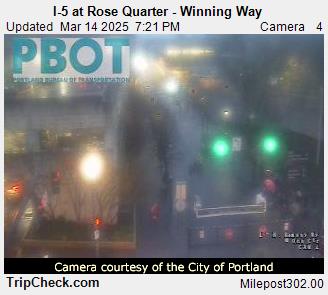 I-5 at Rose Quarter - Winning Way
Updated Mar 14 2025 7:21 PM Camera 4
PBOT
PORTLAND BUREAU OF TRANSPORTATION
Camera courtesy of the City of Portland
TripCheck.com Milepost302.00